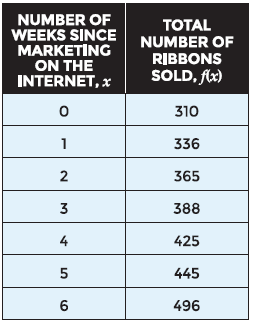 NUMBER OF
WEEKS SINCE
MARKETING
ON THE
INTERNET, x
TOTAL
NUMBER OF
RIBBONS
SOLD, f(x)
0 310
1 336
2 365
3 388
4 425
5 445
6 496